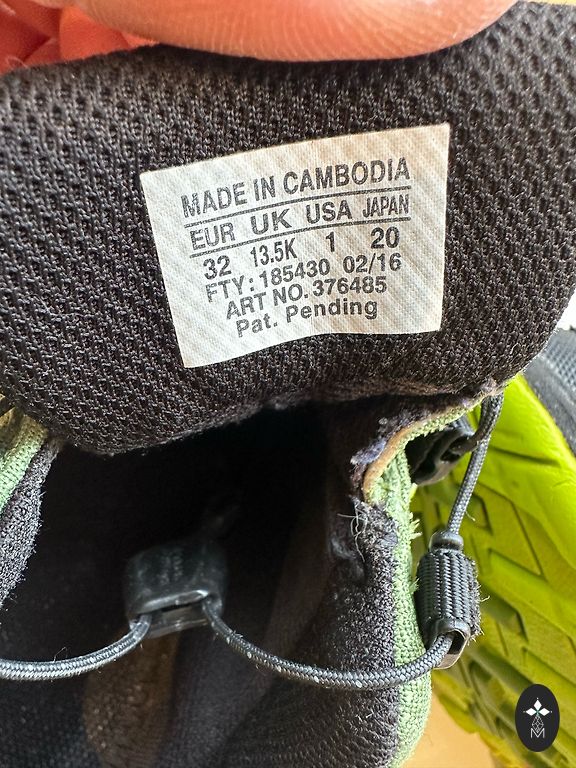 MADE IN CAMBODIA
EUR UK USA JAPAN
32 13.5K 1 20
FTY: 185430 02/16
ART NO. 376485
Pat. Pending
M